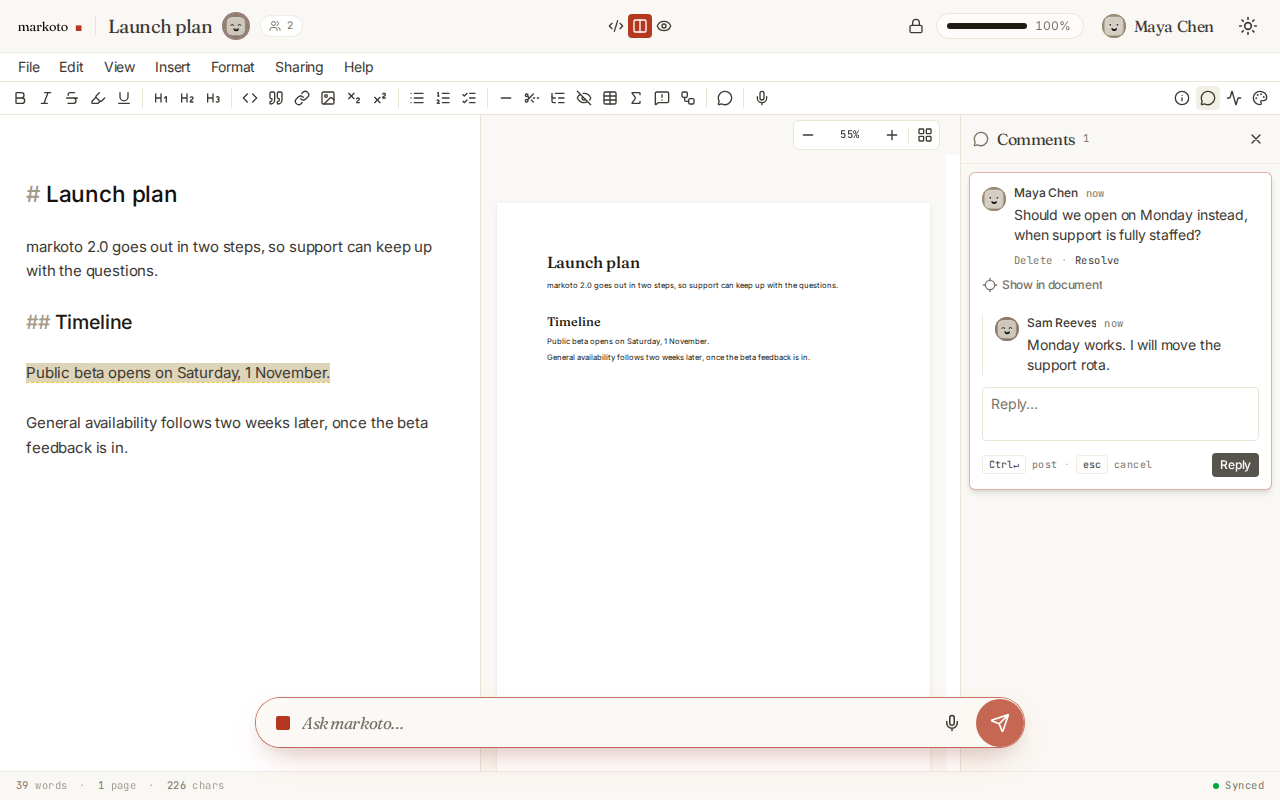 markoto
Launch plan
2
100%
Maya Chen
File Edit View Insert Format Sharing Help
H1 H2 H3
55%
Comments 1
# Launch plan
markoto 2.0 goes out in two steps, so support can keep up
with the questions.
## Timeline
Public beta opens on Saturday, 1 November.
General availability follows two weeks later, once the beta
feedback is in.
Launch plan
markoto 2.0 goes out in two steps, so support can keep up with the questions.
Timeline
Public beta opens on Saturday, 1 November.
General availability follows two weeks later, once the beta feedback is in.
Maya Chen now
Should we open on Monday instead,
when support is fully staffed?
Delete · Resolve
Show in document
Sam Reeves now
Monday works. I will move the
support rota.
Reply...
Ctrl↵ post · esc cancel
Reply
Ask markoto...
39 words · 1 page · 226 chars
Synced